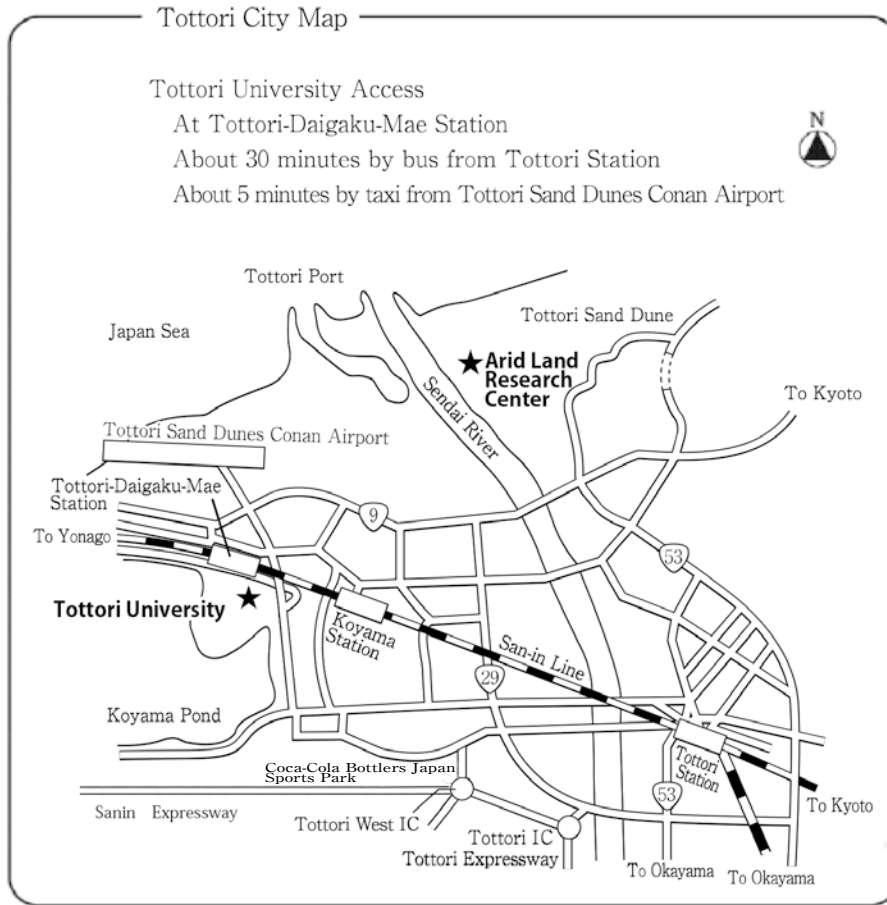 Tottori City Map
Tottori University Access
At Tottori-Daigaku-Mae Station
About 30 minutes by bus from Tottori Station
About 5 minutes by taxi from Tottori Sand Dunes Conan Airport
N
Tottori Port
Tottori Sand Dune
Japan Sea
Arid Land
Research
Center
Sendai River
To Kyoto
Tottori Sand Dunes Conan Airport
Tottori-Daigaku-Mae
Station
9
To Yonago
53
Tottori University
Koyama
Station
San-in Line
29
Koyama Pond
Tottori
Station
Coca-Cola Bottlers Japan
Sports Park
53
To Kyoto
Sanin Expressway
Tottori West IC
Tottori IC
Tottori Expressway
To Okayama
To Okayama